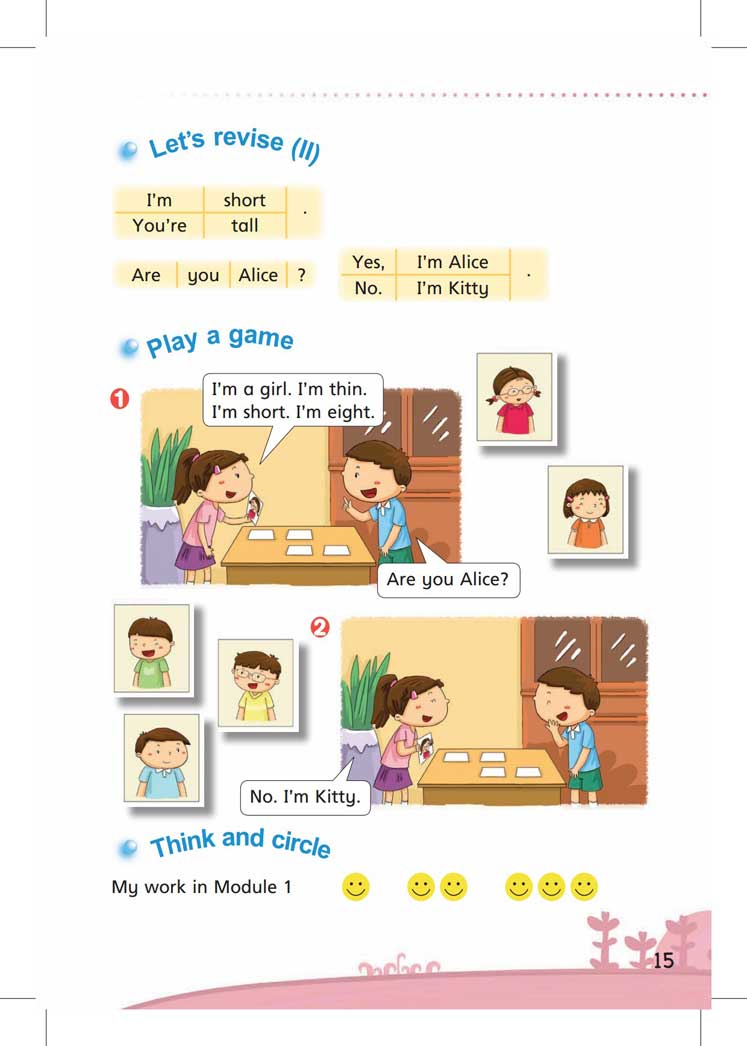 Let's revise (II)
I'm short .
You're tall
Are you Alice ?
Yes, I'm Alice .
No. I'm Kitty
Play a game
1
I'm a girl. I'm thin.
I'm short. I'm eight.
Are you Alice?
2
No. I'm Kitty.
Think and circle
My work in Module 1
15